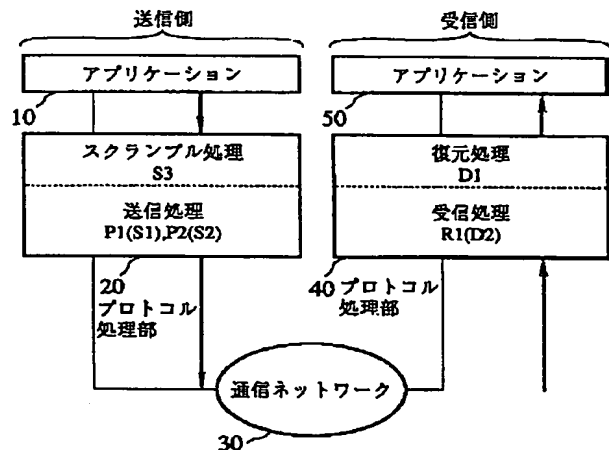 送信側
受信側
アプリケーション
アプリケーション
10
50
スクランブル処理
S3
復元処理
D1
送信処理
P1(S1),P2(S2)
受信処理
R1(D2)
20
プロトコル
処理部
40
プロトコル
処理部
通信ネットワーク
30